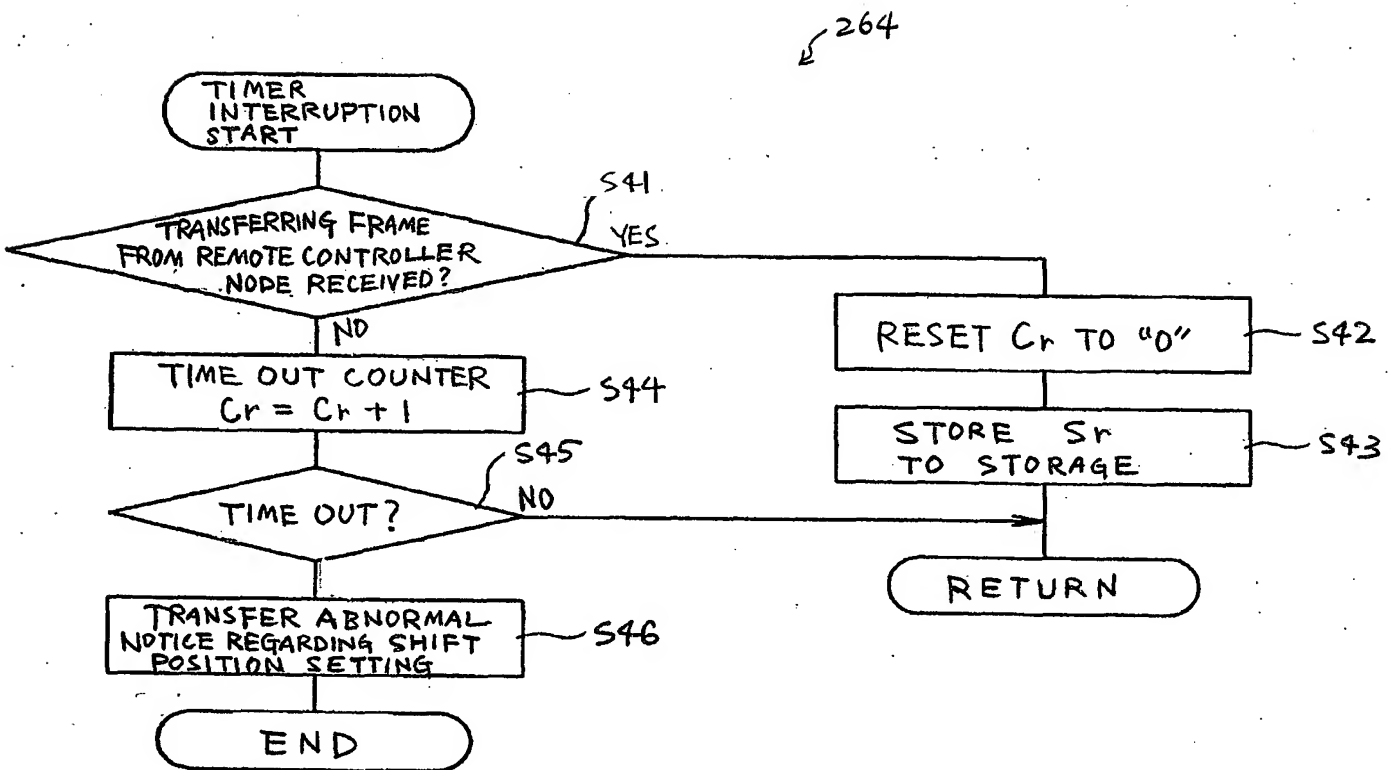 264
TIMER
INTERRUPTION
START
S41
TRANSFERRING FRAME
FROM REMOTE CONTROLLER
NODE RECEIVED?
YES
NO
RESET Cr TO "0"
S42
TIME OUT COUNTER
Cr = Cr + 1
S44
STORE Sr
TO STORAGE
S43
S45
TIME OUT?
NO
RETURN
TRANSFER ABNORMAL
NOTICE REGARDING SHIFT
POSITION SETTING
S46
END